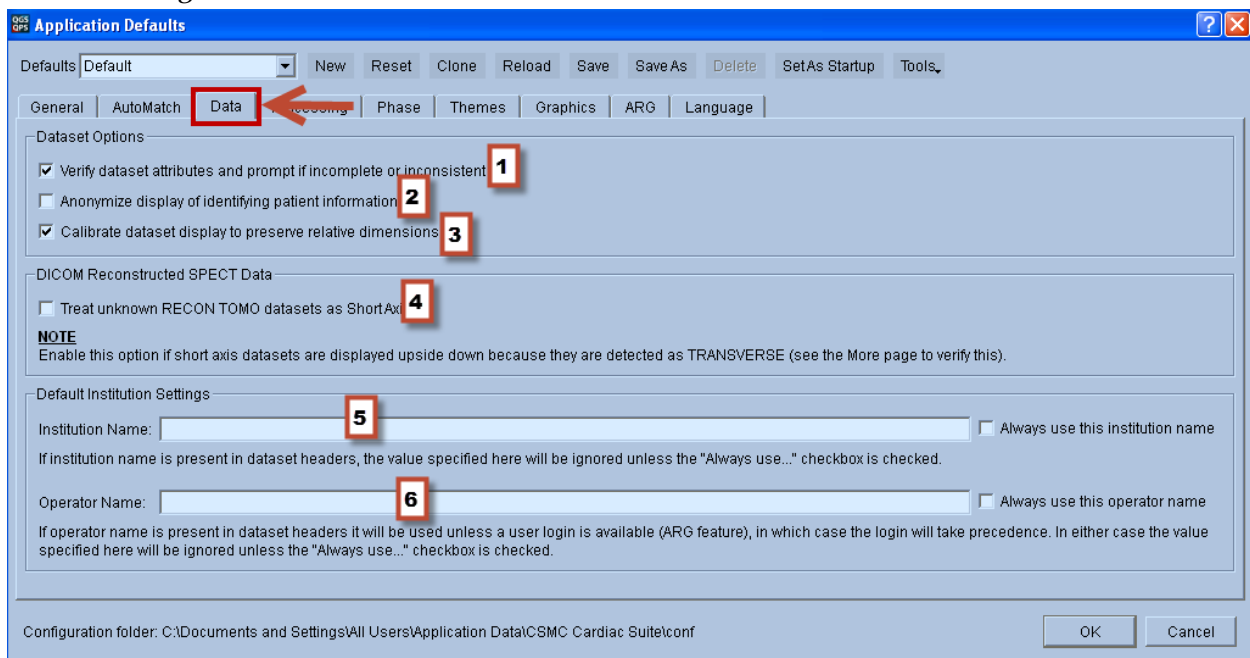 QGS
QPS
Application Defaults
Defaults Default New Reset Clone Reload Save Save As Delete Set As Startup Tools
General AutoMatch Data Phase Themes Graphics ARG Language
Dataset Options
Verify dataset attributes and prompt if incomplete or inconsistent 1
Anonymize display of identifying patient information 2
Calibrate dataset display to preserve relative dimensions 3
DICOM Reconstructed SPECT Data
Treat unknown RECON TOMO datasets as Short Axi 4
NOTE
Enable this option if short axis datasets are displayed upside down because they are detected as TRANSVERSE (see the More page to verify this).
Default Institution Settings
Institution Name: 5 Always use this institution name
If institution name is present in dataset headers, the value specified here will be ignored unless the "Always use..." checkbox is checked.
Operator Name: 6 Always use this operator name
If operator name is present in dataset headers it will be used unless a user login is available (ARG feature), in which case the login will take precedence. In either case the value
specified here will be ignored unless the "Always use..." checkbox is checked.
Configuration folder: C:\Documents and Settings\All Users\Application Data\CSMC Cardiac Suite\conf OK Cancel